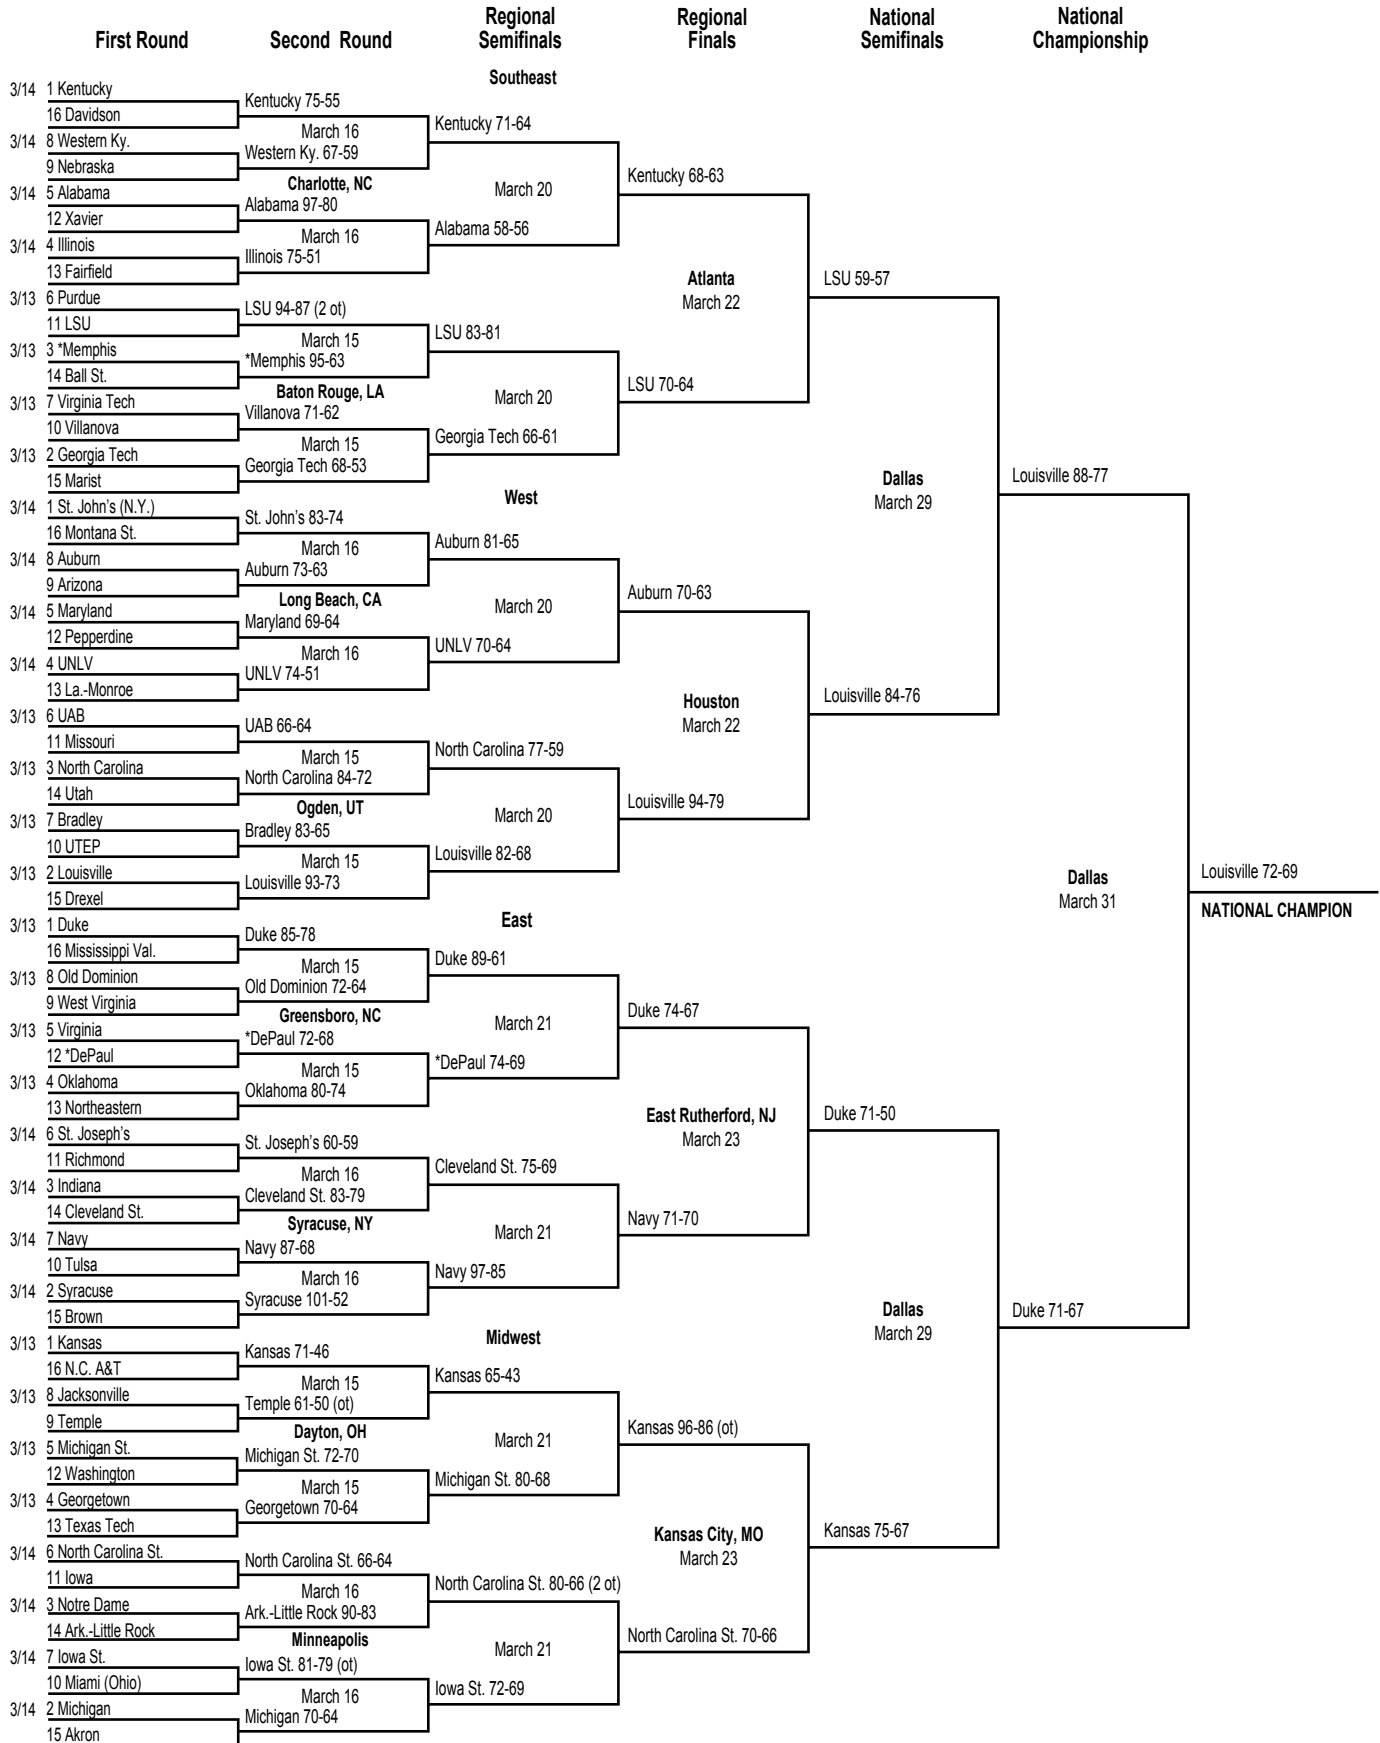 First Round
Second Round
Regional Semifinals
Regional Finals
National Semifinals
National Championship
Southeast
3/14 1 Kentucky
16 Davidson
3/14 8 Western Ky.
9 Nebraska
3/14 5 Alabama
12 Xavier
3/14 4 Illinois
13 Fairfield
3/13 6 Purdue
11 LSU
3/13 3 *Memphis
14 Ball St.
3/13 7 Virginia Tech
10 Villanova
3/13 2 Georgia Tech
15 Marist
Kentucky 75-55
March 16
Western Ky. 67-59
Charlotte, NC
Alabama 97-80
March 16
Illinois 75-51
LSU 94-87 (2 ot)
March 15
*Memphis 95-63
Baton Rouge, LA
Villanova 71-62
March 15
Georgia Tech 68-53
Kentucky 71-64
March 20
Alabama 58-56
LSU 83-81
March 20
Georgia Tech 66-61
Kentucky 68-63
Atlanta
March 22
LSU 70-64
LSU 59-57
West
3/14 1 St. John's (N.Y.)
16 Montana St.
3/14 8 Auburn
9 Arizona
3/14 5 Maryland
12 Pepperdine
3/14 4 UNLV
13 La.-Monroe
3/13 6 UAB
11 Missouri
3/13 3 North Carolina
14 Utah
3/13 7 Bradley
10 UTEP
3/13 2 Louisville
15 Drexel
St. John's 83-74
March 16
Auburn 73-63
Long Beach, CA
Maryland 69-64
March 16
UNLV 74-51
UAB 66-64
March 15
North Carolina 84-72
Ogden, UT
Bradley 83-65
March 15
Louisville 93-73
Auburn 81-65
March 20
UNLV 70-64
North Carolina 77-59
March 20
Louisville 82-68
Auburn 70-63
Houston
March 22
Louisville 94-79
Louisville 84-76
Dallas
March 29
Louisville 88-77
East
3/13 1 Duke
16 Mississippi Val.
3/13 8 Old Dominion
9 West Virginia
3/13 5 Virginia
12 *DePaul
3/13 4 Oklahoma
13 Northeastern
3/14 6 St. Joseph's
11 Richmond
3/14 3 Indiana
14 Cleveland St.
3/14 7 Navy
10 Tulsa
3/14 2 Syracuse
15 Brown
Duke 85-78
March 15
Old Dominion 72-64
Greensboro, NC
*DePaul 72-68
March 15
Oklahoma 80-74
St. Joseph's 60-59
March 16
Cleveland St. 83-79
Syracuse, NY
Navy 87-68
March 16
Syracuse 101-52
Duke 89-61
March 21
*DePaul 74-69
Cleveland St. 75-69
March 21
Navy 97-85
Duke 74-67
East Rutherford, NJ
March 23
Navy 71-70
Duke 71-50
Midwest
3/13 1 Kansas
16 N.C. A&T
3/13 8 Jacksonville
9 Temple
3/13 5 Michigan St.
12 Washington
3/13 4 Georgetown
13 Texas Tech
3/14 6 North Carolina St.
11 Iowa
3/14 3 Notre Dame
14 Ark.-Little Rock
3/14 7 Iowa St.
10 Miami (Ohio)
3/14 2 Michigan
15 Akron
Kansas 71-46
March 15
Temple 61-50 (ot)
Dayton, OH
Michigan St. 72-70
March 15
Georgetown 70-64
North Carolina St. 66-64
March 16
Ark.-Little Rock 90-83
Minneapolis
Iowa St. 81-79 (ot)
March 16
Michigan 70-64
Kansas 65-43
March 21
Michigan St. 80-68
North Carolina St. 80-66 (2 ot)
March 21
Iowa St. 72-69
Kansas 96-86 (ot)
Kansas City, MO
March 23
North Carolina St. 70-66
Kansas 75-67
Dallas
March 29
Duke 71-67
Dallas
March 31
Louisville 72-69
NATIONAL CHAMPION